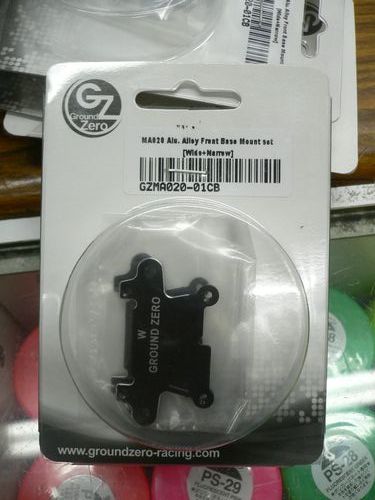 GZ
Ground
Zero
MA020 Alu. Alloy Front Base Mount set
[Wide+Narrow]
GZMA020-01CB
W
GROUND ZERO
www.groundzero-racing.com
PS-29
PS-28